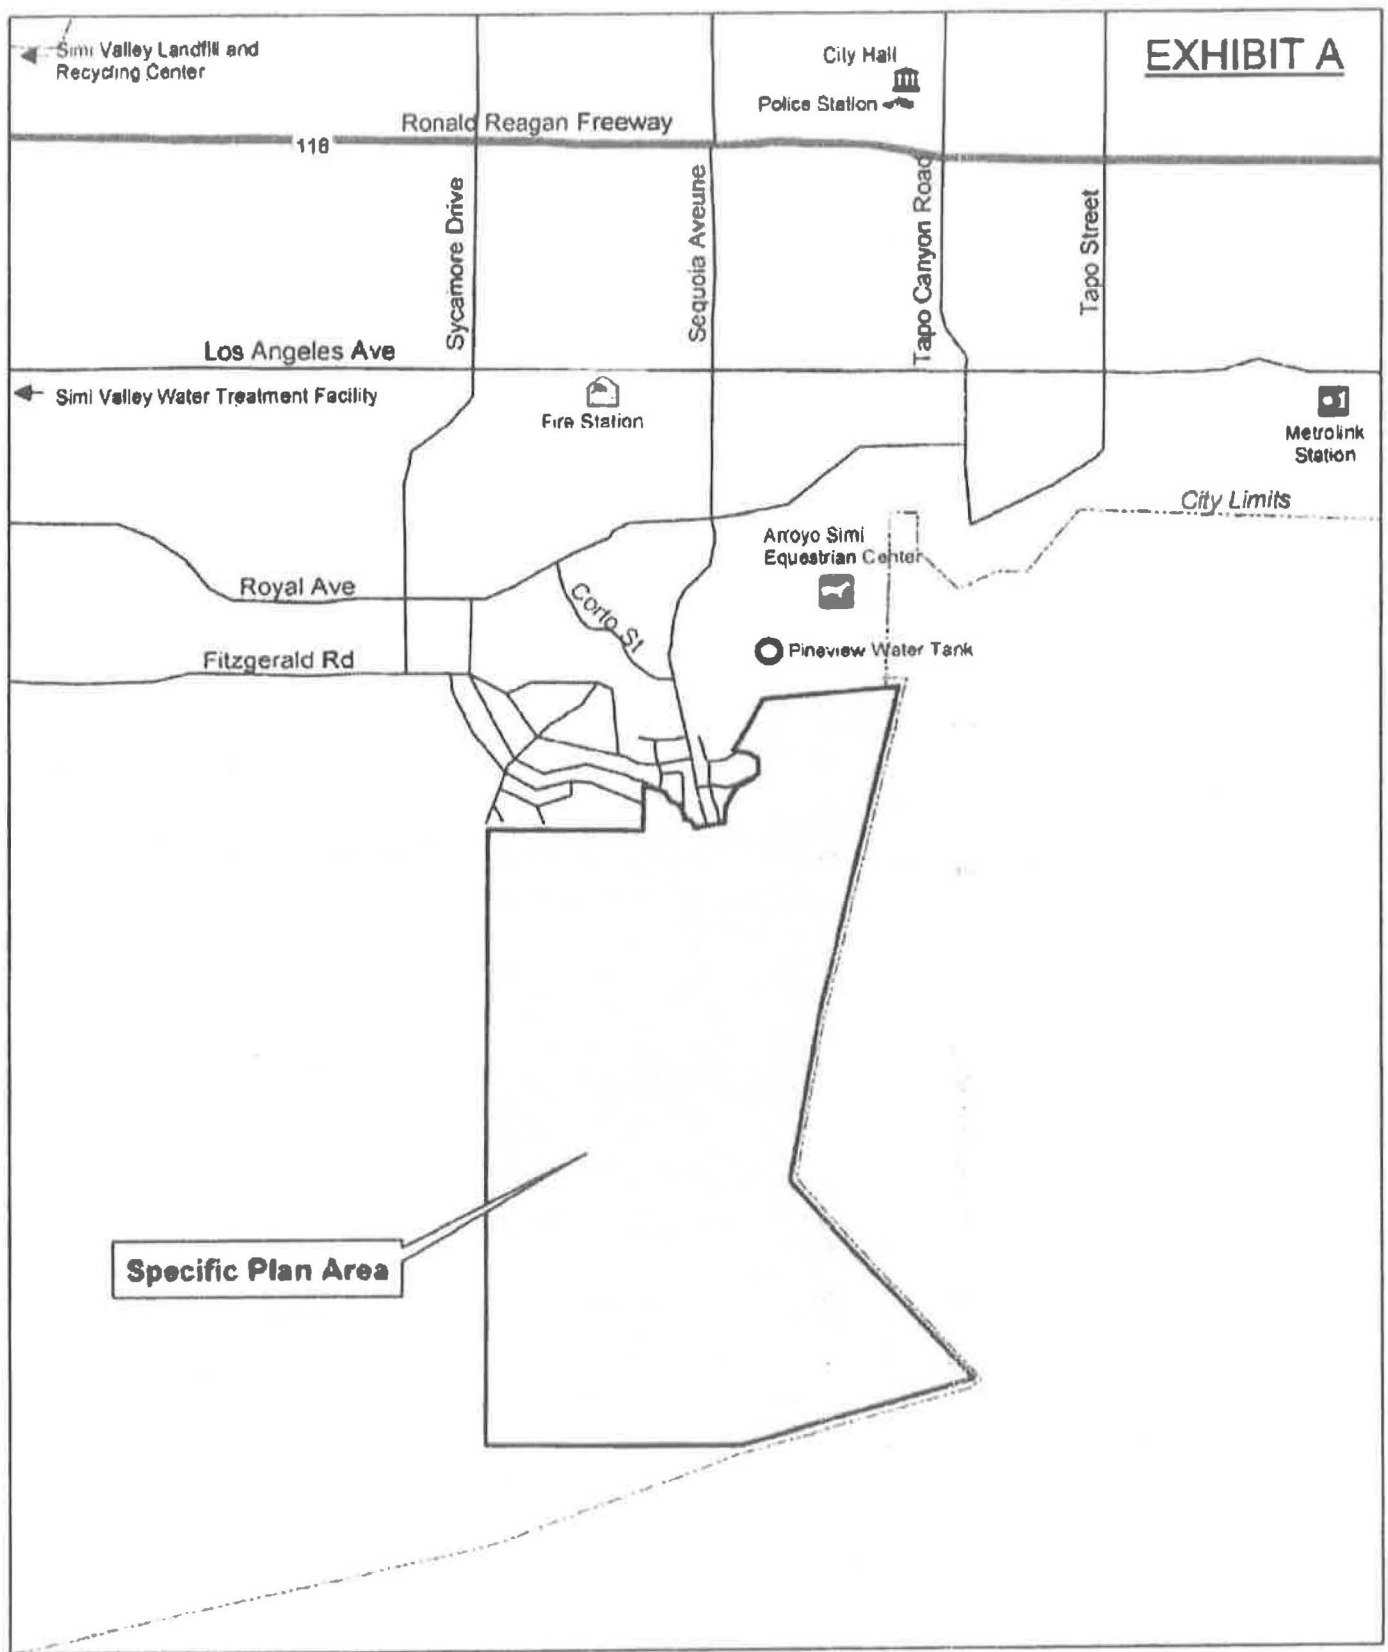 EXHIBIT A
Simi Valley Landfill and
Recycling Center
City Hall
Police Station
Ronald Reagan Freeway
118
Sycamore Drive
Sequoia Aveune
Tapo Canyon Road
Tapo Street
Los Angeles Ave
Simi Valley Water Treatment Facility
Fire Station
Metrolink
Station
City Limits
Arroyo Simi
Equestrian Center
Royal Ave
Corto St
Pineview Water Tank
Fitzgerald Rd
Specific Plan Area